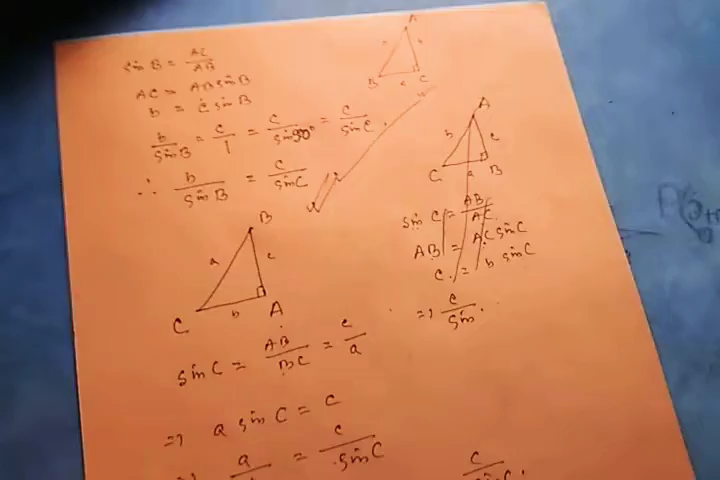 sin B = AC/AB
AC = AB sin B
b = c sin B
b/sin B = c/1 = c/sin 90° = c/sin C.
∴ b/sin B = c/sin C
A
c b
B a C
A
b c
C a B
sin C = AB/AC
AB = AC sin C
c = b sin C
=> c/sin
B
a c
C b A
sin C = AB/BC = c/a
=> a sin C = c
a = c/sin C
c